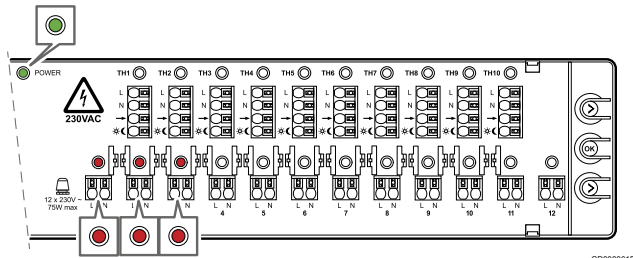 POWER
TH1 TH2 TH3 TH4 TH5 TH6 TH7 TH8 TH9 TH10
L
N
230VAC
L N L N L N L N L N L N L N L N L N L N L N L N
12 x 230V ~
75W max
4 5 6 7 8 9 10 11 12
OK